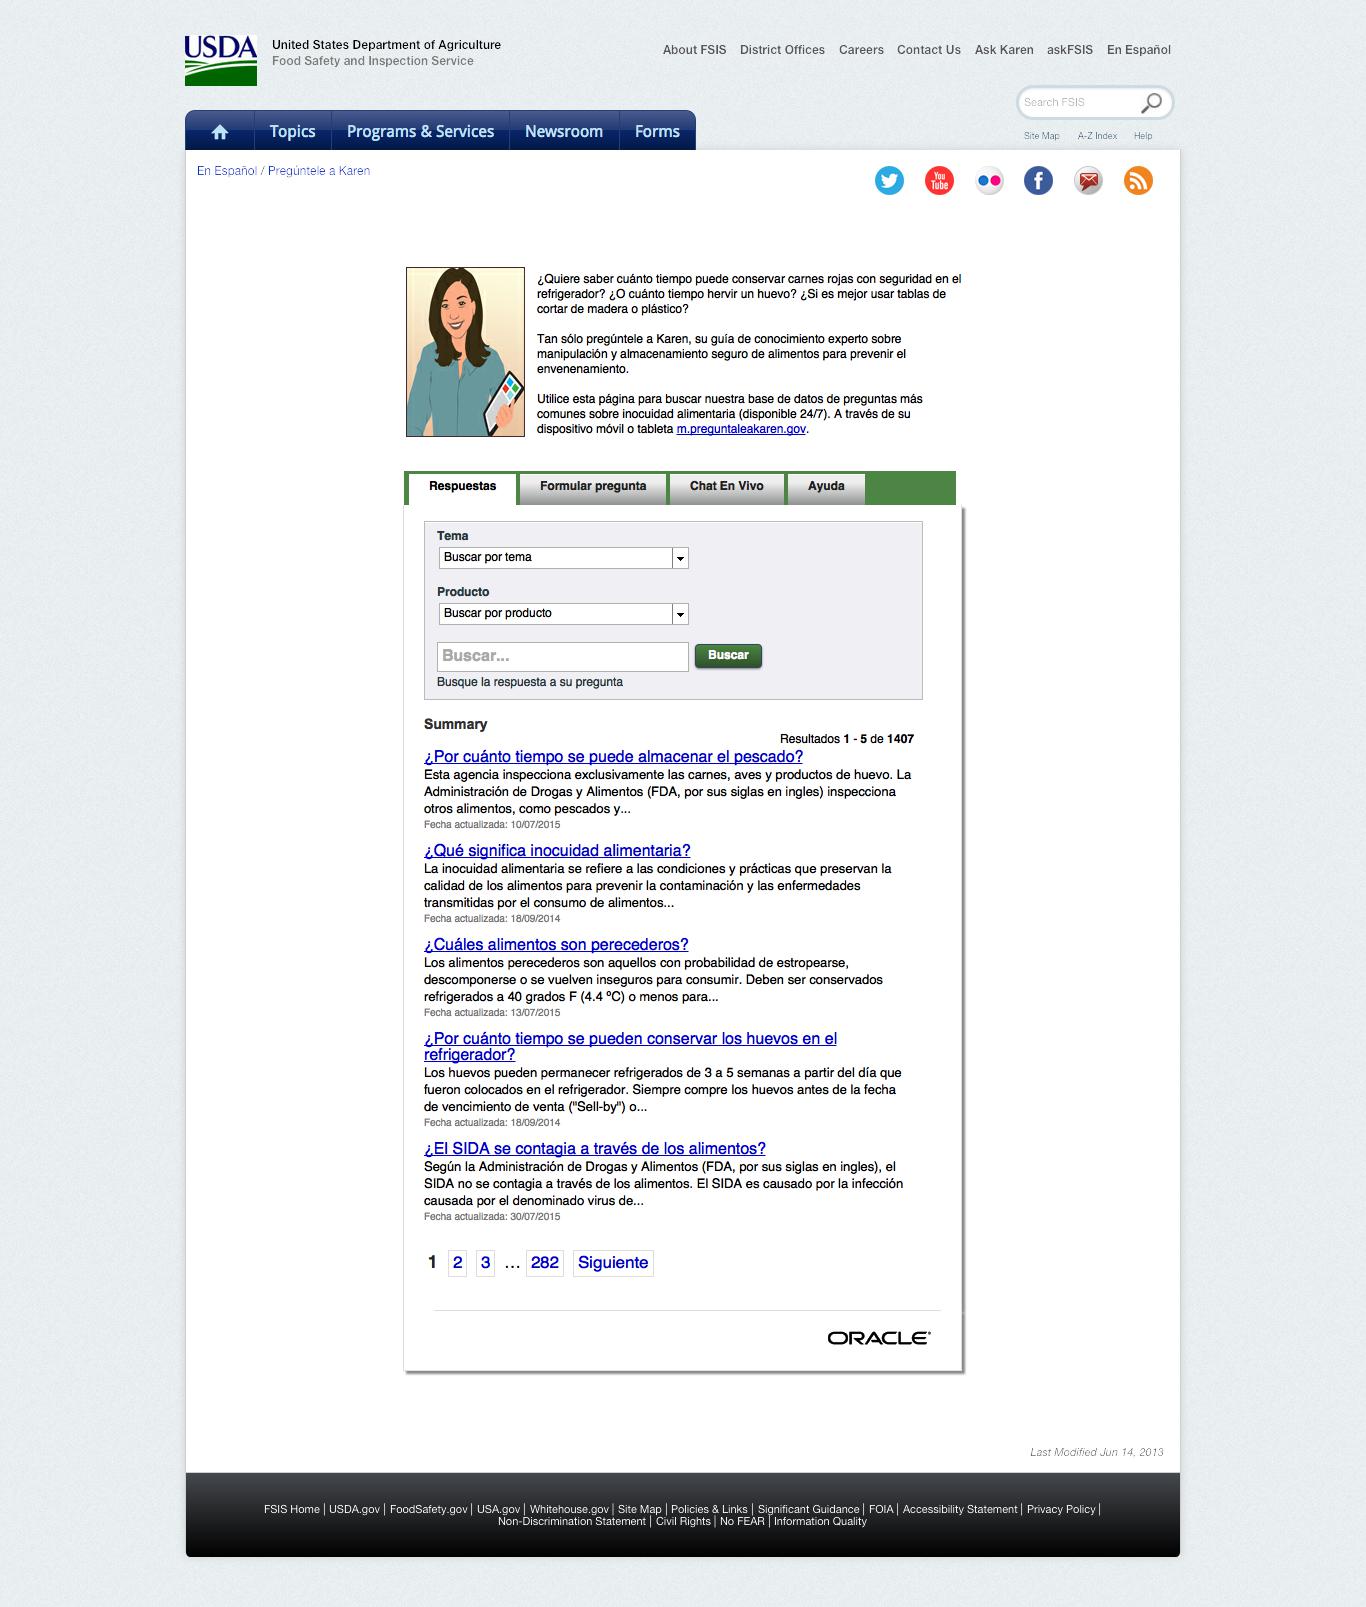 USDA
United States Department of Agriculture
Food Safety and Inspection Service
About FSIS District Offices Careers Contact Us Ask Karen askFSIS En Español
Search FSIS
Site Map A-Z Index Help
Topics Programs & Services Newsroom Forms
En Español / Pregúntele a Karen
You
Tube
¿Quiere saber cuánto tiempo puede conservar carnes rojas con seguridad en el
refrigerador? ¿O cuánto tiempo hervir un huevo? ¿Si es mejor usar tablas de
cortar de madera o plástico?
Tan sólo pregúntele a Karen, su guía de conocimiento experto sobre
manipulación y almacenamiento seguro de alimentos para prevenir el
envenenamiento.
Utilice esta página para buscar nuestra base de datos de preguntas más
comunes sobre inocuidad alimentaria (disponible 24/7). A través de su
dispositivo móvil o tableta m.preguntaleakaren.gov.
Respuestas Formular pregunta Chat En Vivo Ayuda
Tema
Buscar por tema
Producto
Buscar por producto
Buscar... Buscar
Busque la respuesta a su pregunta
Summary
Resultados 1 - 5 de 1407
¿Por cuánto tiempo se puede almacenar el pescado?
Esta agencia inspecciona exclusivamente las carnes, aves y productos de huevo. La
Administración de Drogas y Alimentos (FDA, por sus siglas en ingles) inspecciona
otros alimentos, como pescados y...
Fecha actualizada: 10/07/2015
¿Qué significa inocuidad alimentaria?
La inocuidad alimentaria se refiere a las condiciones y prácticas que preservan la
calidad de los alimentos para prevenir la contaminación y las enfermedades
transmitidas por el consumo de alimentos...
Fecha actualizada: 18/09/2014
¿Cuáles alimentos son perecederos?
Los alimentos perecederos son aquellos con probabilidad de estropearse,
descomponerse o se vuelven inseguros para consumir. Deben ser conservados
refrigerados a 40 grados F (4.4 ºC) o menos para...
Fecha actualizada: 13/07/2015
¿Por cuánto tiempo se pueden conservar los huevos en el
refrigerador?
Los huevos pueden permanecer refrigerados de 3 a 5 semanas a partir del día que
fueron colocados en el refrigerador. Siempre compre los huevos antes de la fecha
de vencimiento de venta ("Sell-by") o...
Fecha actualizada: 18/09/2014
¿El SIDA se contagia a través de los alimentos?
Según la Administración de Drogas y Alimentos (FDA, por sus siglas en ingles), el
SIDA no se contagia a través de los alimentos. El SIDA es causado por la infección
causada por el denominado virus de...
Fecha actualizada: 30/07/2015
1 2 3 ... 282 Siguiente
ORACLE
Last Modified Jun 14, 2013
FSIS Home | USDA.gov | FoodSafety.gov | USA.gov | Whitehouse.gov | Site Map | Policies & Links | Significant Guidance | FOIA | Accessibility Statement | Privacy Policy |
Non-Discrimination Statement | Civil Rights | No FEAR | Information Quality